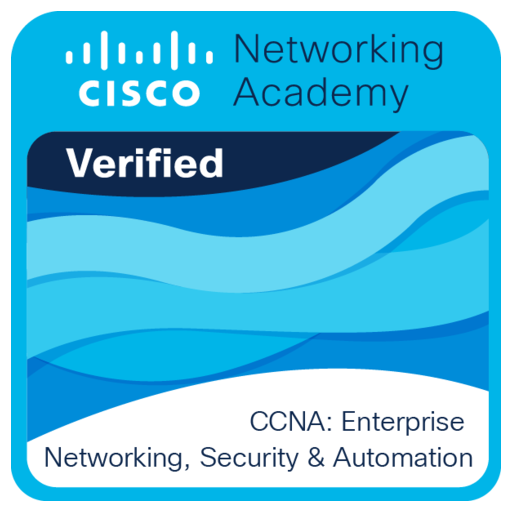 Networking
CISCO Academy
Verified
CCNA: Enterprise
Networking, Security & Automation